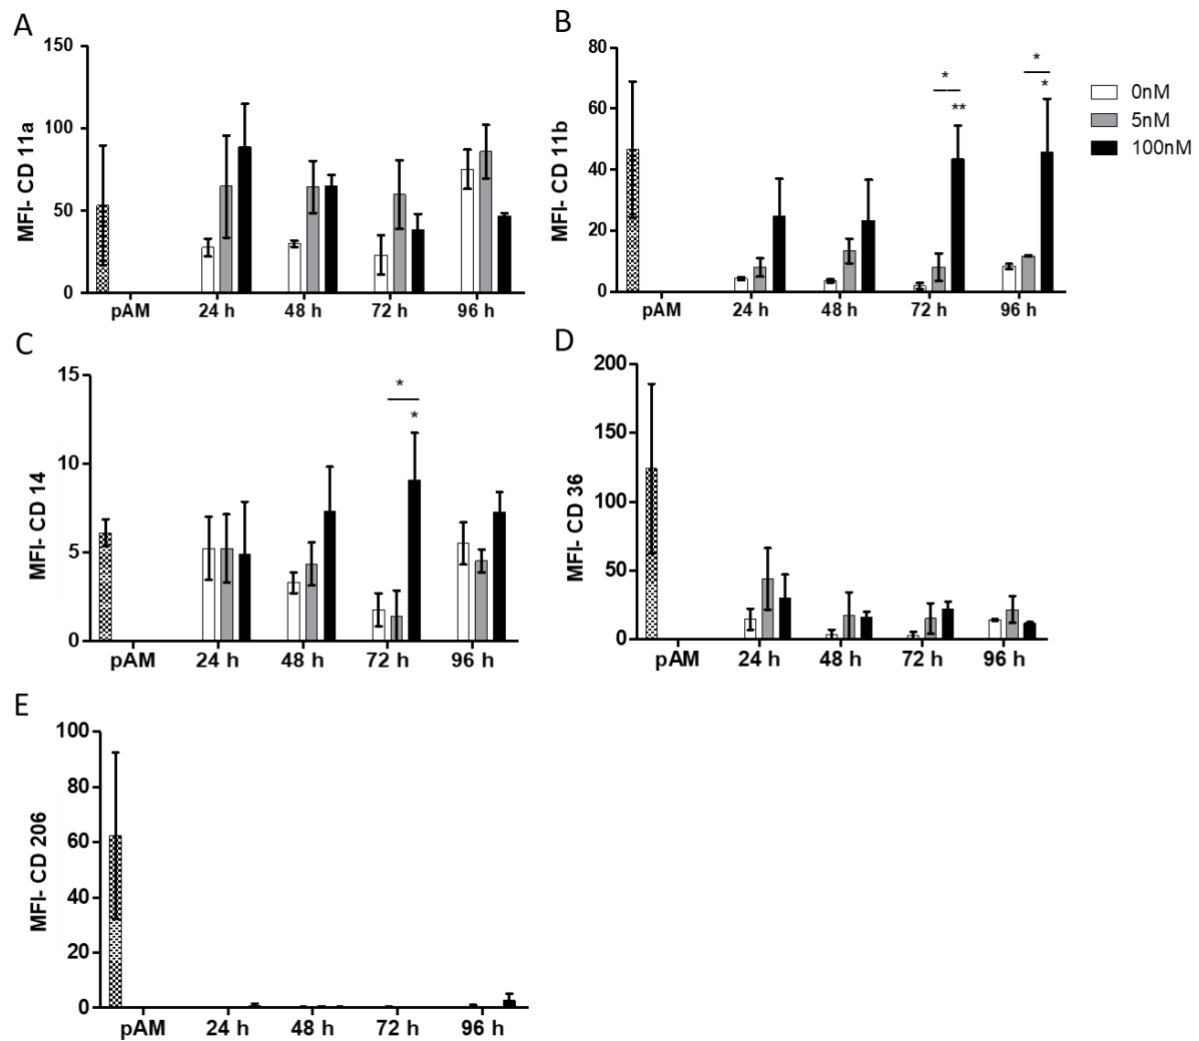 A
MFI- CD 11a
150
100
50
0
pAM 24 h 48 h 72 h 96 h
B
MFI- CD 11b
80
60
40
20
0
* **
* *
pAM 24 h 48 h 72 h 96 h
0nM
5nM
100nM
C
MFI- CD 14
15
10
5
0
*
*
pAM 24 h 48 h 72 h 96 h
D
MFI- CD 36
200
150
100
50
0
pAM 24 h 48 h 72 h 96 h
E
MFI- CD 206
100
80
60
40
20
0
pAM 24 h 48 h 72 h 96 h